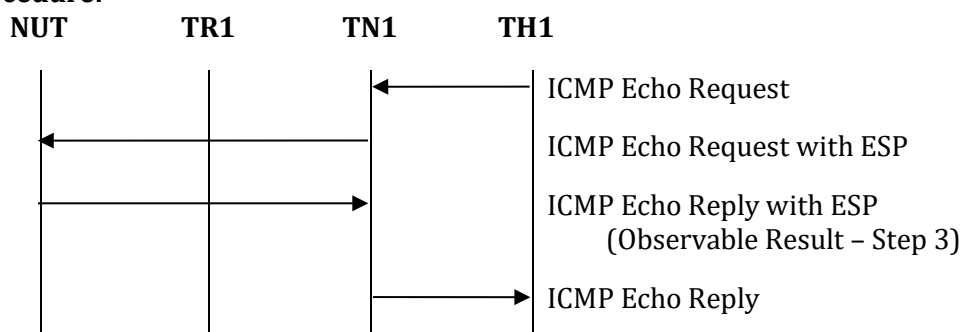 NUT TR1 TN1 TH1
ICMP Echo Request
ICMP Echo Request with ESP
ICMP Echo Reply with ESP
(Observable Result – Step 3)
ICMP Echo Reply